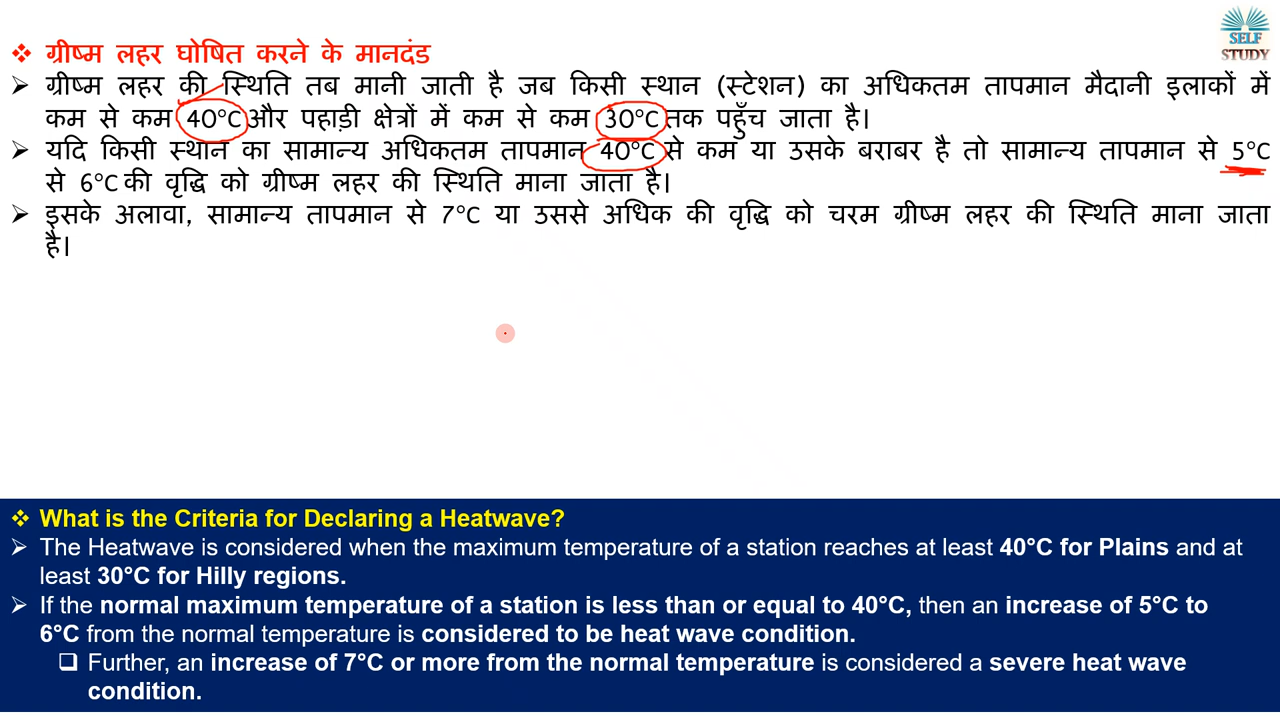 SELF
STUDY
❖ ग्रीष्म लहर घोषित करने के मानदंड
➢ ग्रीष्म लहर की स्थिति तब मानी जाती है जब किसी स्थान (स्टेशन) का अधिकतम तापमान मैदानी इलाकों में
कम से कम 40°C और पहाड़ी क्षेत्रों में कम से कम 30°C तक पहुँच जाता है।
➢ यदि किसी स्थान का सामान्य अधिकतम तापमान 40°C से कम या उसके बराबर है तो सामान्य तापमान से 5°C
से 6°C की वृद्धि को ग्रीष्म लहर की स्थिति माना जाता है।
➢ इसके अलावा, सामान्य तापमान से 7°C या उससे अधिक की वृद्धि को चरम ग्रीष्म लहर की स्थिति माना जाता
है।
❖ What is the Criteria for Declaring a Heatwave?
➢ The Heatwave is considered when the maximum temperature of a station reaches at least 40°C for Plains and at
least 30°C for Hilly regions.
➢ If the normal maximum temperature of a station is less than or equal to 40°C, then an increase of 5°C to
6°C from the normal temperature is considered to be heat wave condition.
❑ Further, an increase of 7°C or more from the normal temperature is considered a severe heat wave
condition.